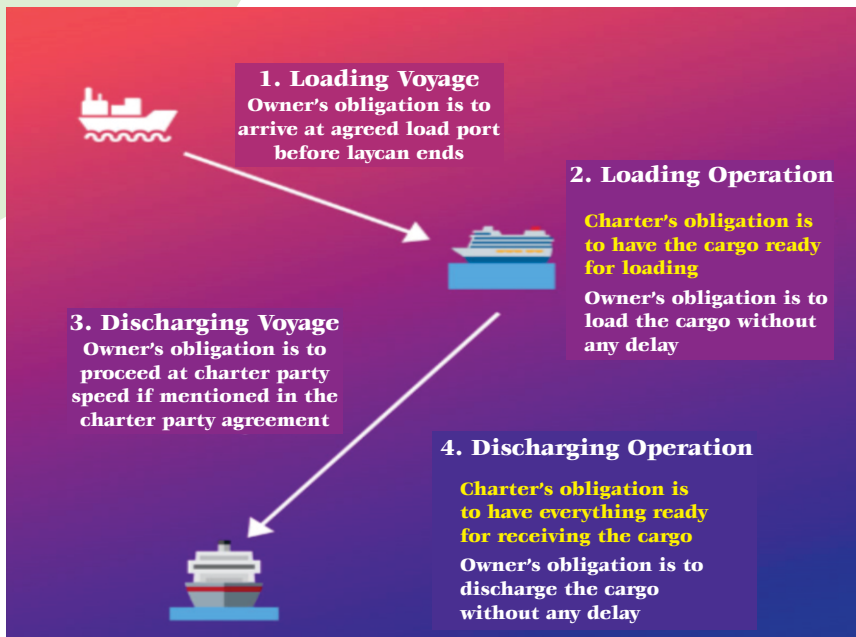 1. Loading Voyage
Owner's obligation is to
arrive at agreed load port
before laycan ends
2. Loading Operation
Charter's obligation is
to have the cargo ready
for loading
Owner's obligation is to
load the cargo without
any delay
3. Discharging Voyage
Owner's obligation is to
proceed at charter party
speed if mentioned in the
charter party agreement
4. Discharging Operation
Charter's obligation is
to have everything ready
for receiving the cargo
Owner's obligation is to
discharge the cargo
without any delay